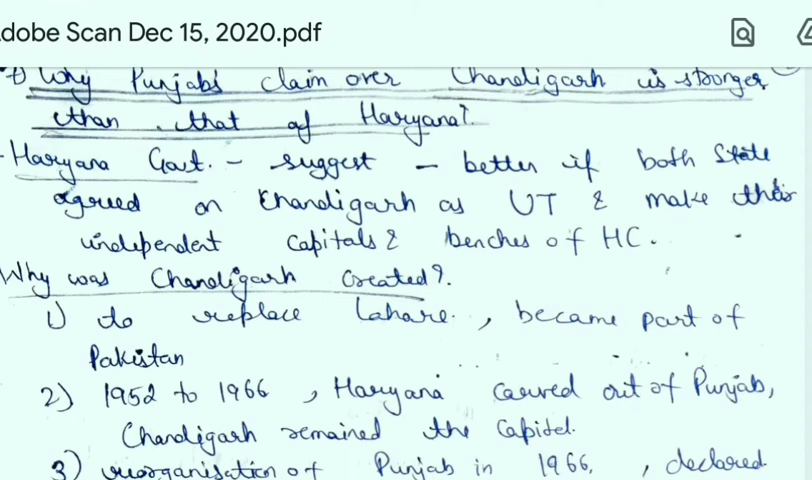 dobe Scan Dec 15, 2020.pdf
Why Punjab's claim over Chandigarh is stronger
than that of Haryana?
- Haryana Govt. - suggest - better if both State
agreed on Chandigarh as UT & make their
independent capitals & benches of HC.
Why was Chandigarh created?
1) to replace Lahare. , became part of
Pakistan
2) 1952 to 1966 , Haryana carved out of Punjab,
Chandigarh remained the capital.
3) reorganisation of Punjab in 1966. , declared